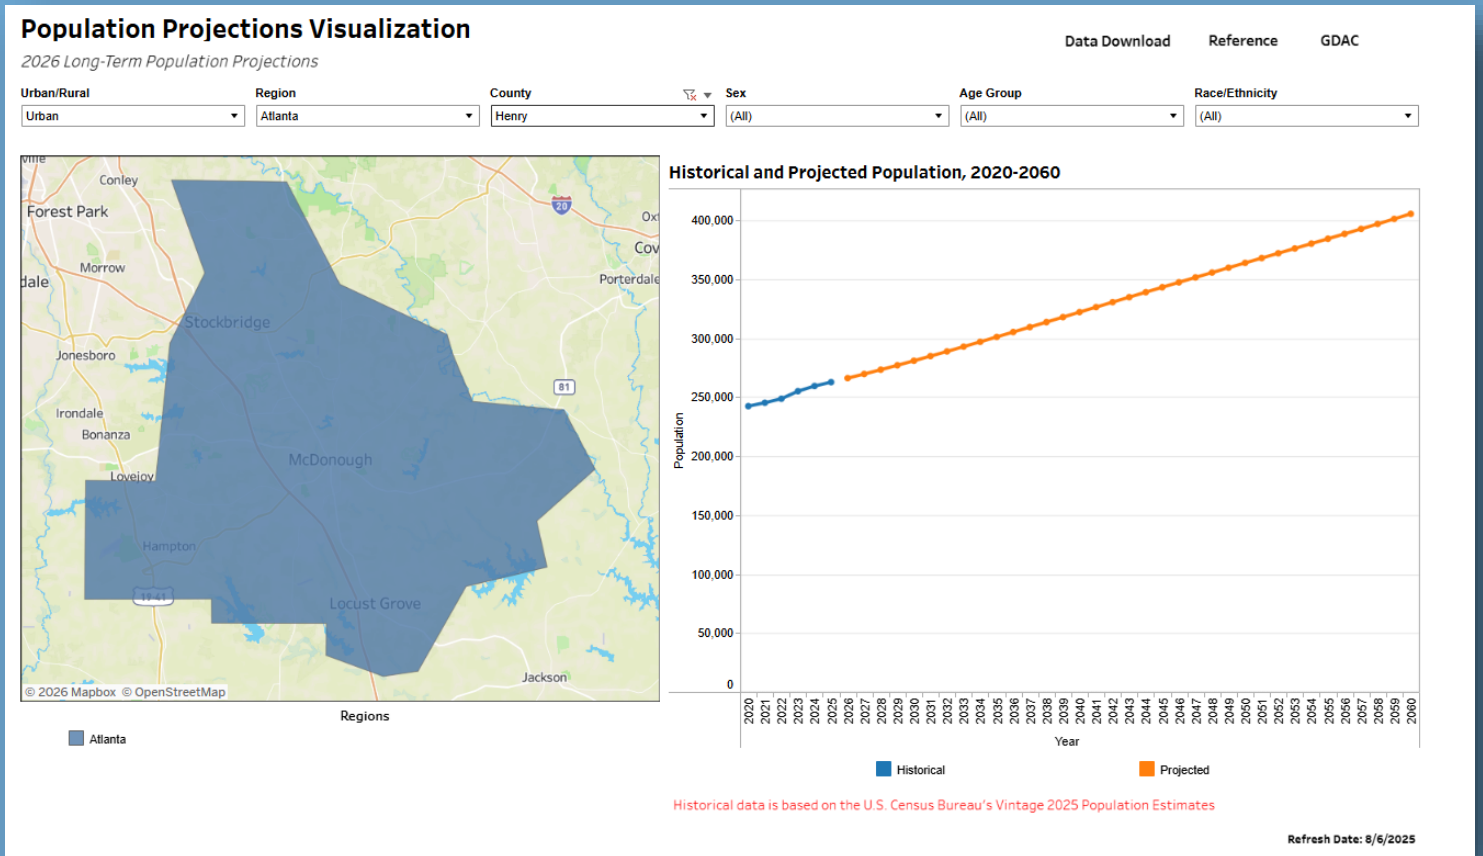 Population Projections Visualization
2026 Long-Term Population Projections
Data Download Reference GDAC
Urban/Rural Region County Sex Age Group Race/Ethnicity
Urban Atlanta Henry (All) (All) (All)
ville
Conley
20
Forest Park
Oxf
Cov
Morrow
dale
Porterdale
Stockbridge
Jonesboro
81
Irondale
Bonanza
McDonough
Lovejoy
Hampton
19-41
Locust Grove
Jackson
© 2026 Mapbox © OpenStreetMap
Regions
Atlanta
Historical and Projected Population, 2020-2060
Population
400,000
350,000
300,000
250,000
200,000
150,000
100,000
50,000
0
2020 2021 2022 2023 2024 2025 2026 2027 2028 2029 2030 2031 2032 2033 2034 2035 2036 2037 2038 2039 2040 2041 2042 2043 2044 2045 2046 2047 2048 2049 2050 2051 2052 2053 2054 2055 2056 2057 2058 2059 2060
Year
Historical Projected
Historical data is based on the U.S. Census Bureau's Vintage 2025 Population Estimates
Refresh Date: 8/6/2025